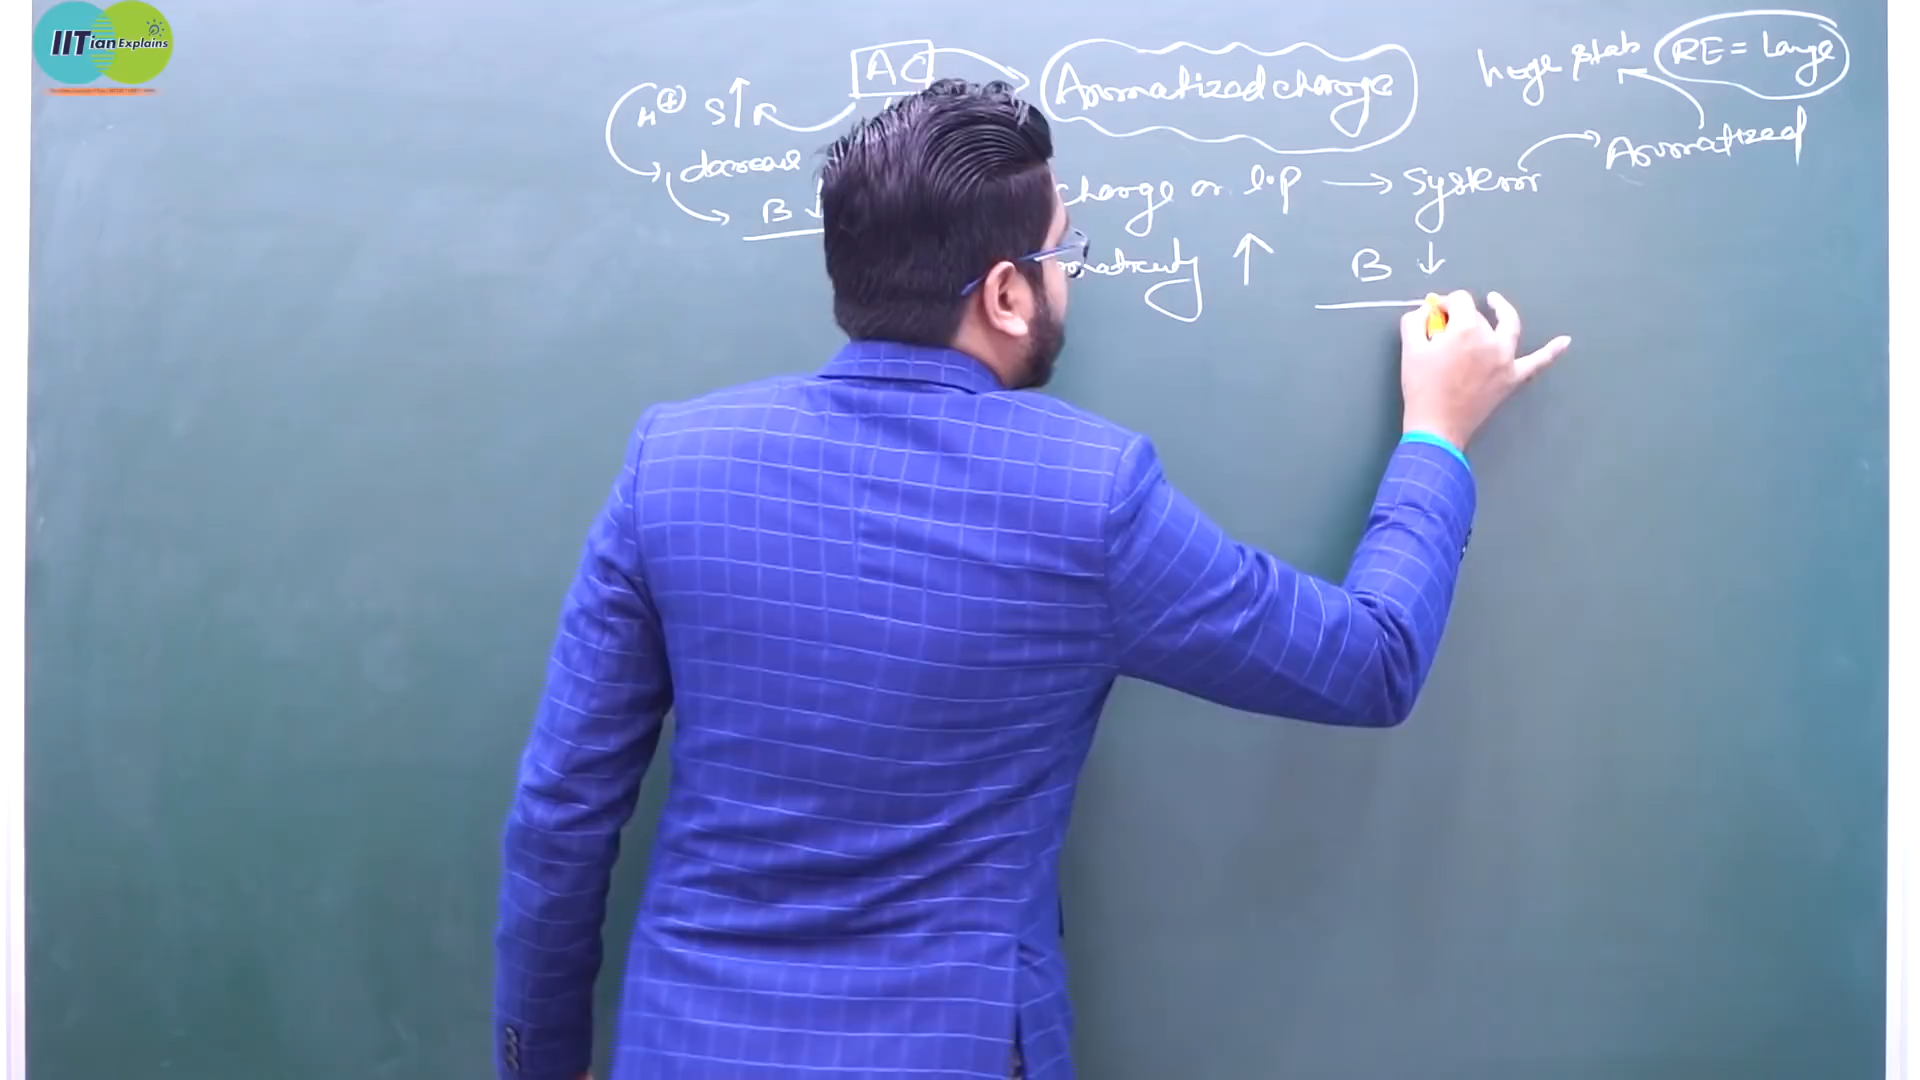 IITian Explains
AC
Aromatized charge
huge stab
RE = Large
H⊕ S↑R
Aromatized
decrease
charge or l.p → System
B ↓
↑
B ↓